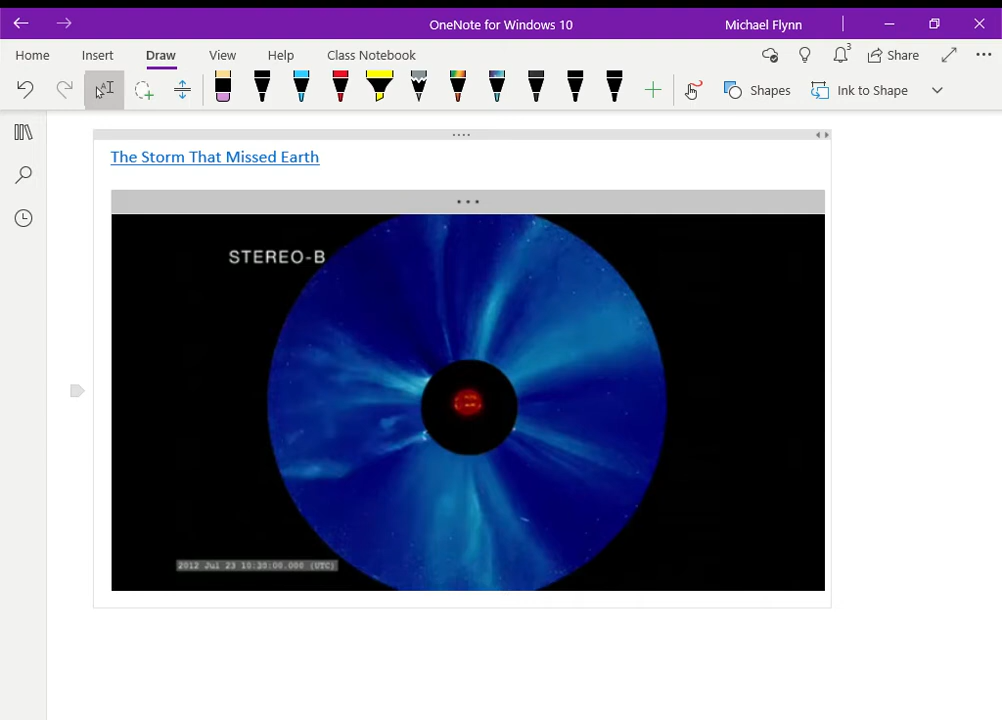 OneNote for Windows 10
Michael Flynn
Home Insert Draw View Help Class Notebook
3
Share
Shapes
Ink to Shape
The Storm That Missed Earth
STEREO-B
2012 Jul 23 10:30:00.000 (UTC)